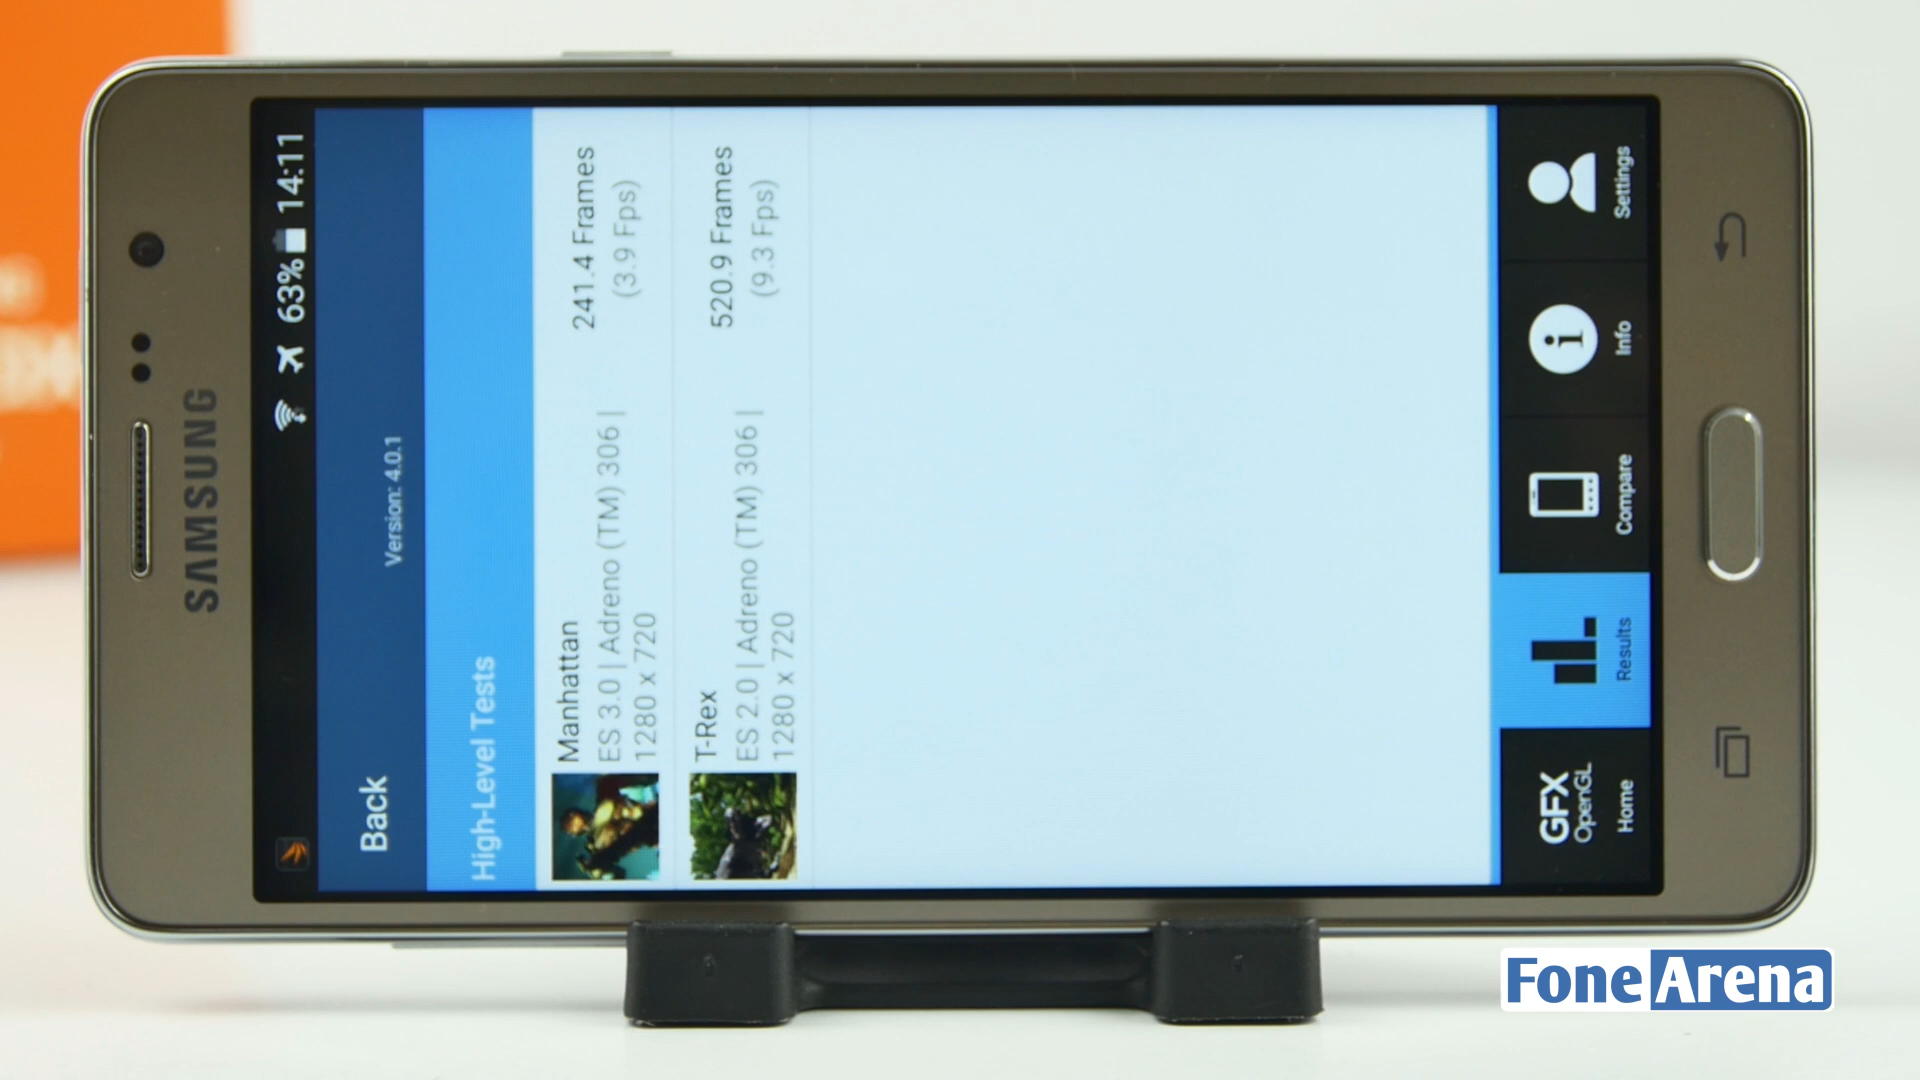 SAMSUNG
63% 14:11
Back
Version: 4.0.1
High-Level Tests
Manhattan
241.4 Frames
ES 3.0 | Adreno (TM) 306 |
(3.9 Fps)
1280 x 720
T-Rex
520.9 Frames
ES 2.0 | Adreno (TM) 306 |
(9.3 Fps)
1280 x 720
GFX
OpenGL
Home
Results
Compare
Info
Settings
FoneArena